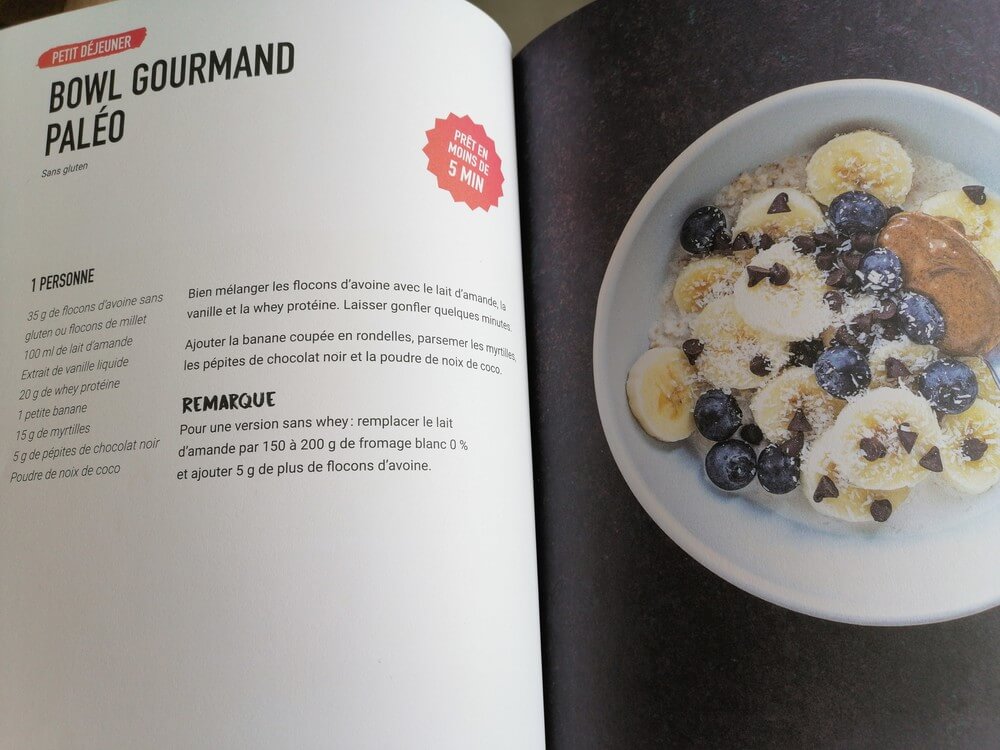 PETIT DÉJEUNER
BOWL GOURMAND
PALÉO
Sans gluten
PRÊT EN
MOINS DE
5 MIN
1 PERSONNE
35 g de flocons d'avoine sans
gluten ou flocons de millet
100 ml de lait d'amande
Extrait de vanille liquide
20 g de whey protéine
1 petite banane
15 g de myrtilles
5 g de pépites de chocolat noir
Poudre de noix de coco
Bien mélanger les flocons d'avoine avec le lait d'amande, la
vanille et la whey protéine. Laisser gonfler quelques minutes.
Ajouter la banane coupée en rondelles, parsemer les myrtilles,
les pépites de chocolat noir et la poudre de noix de coco.
REMARQUE
Pour une version sans whey : remplacer le lait
d'amande par 150 à 200 g de fromage blanc 0 %
et ajouter 5 g de plus de flocons d'avoine.